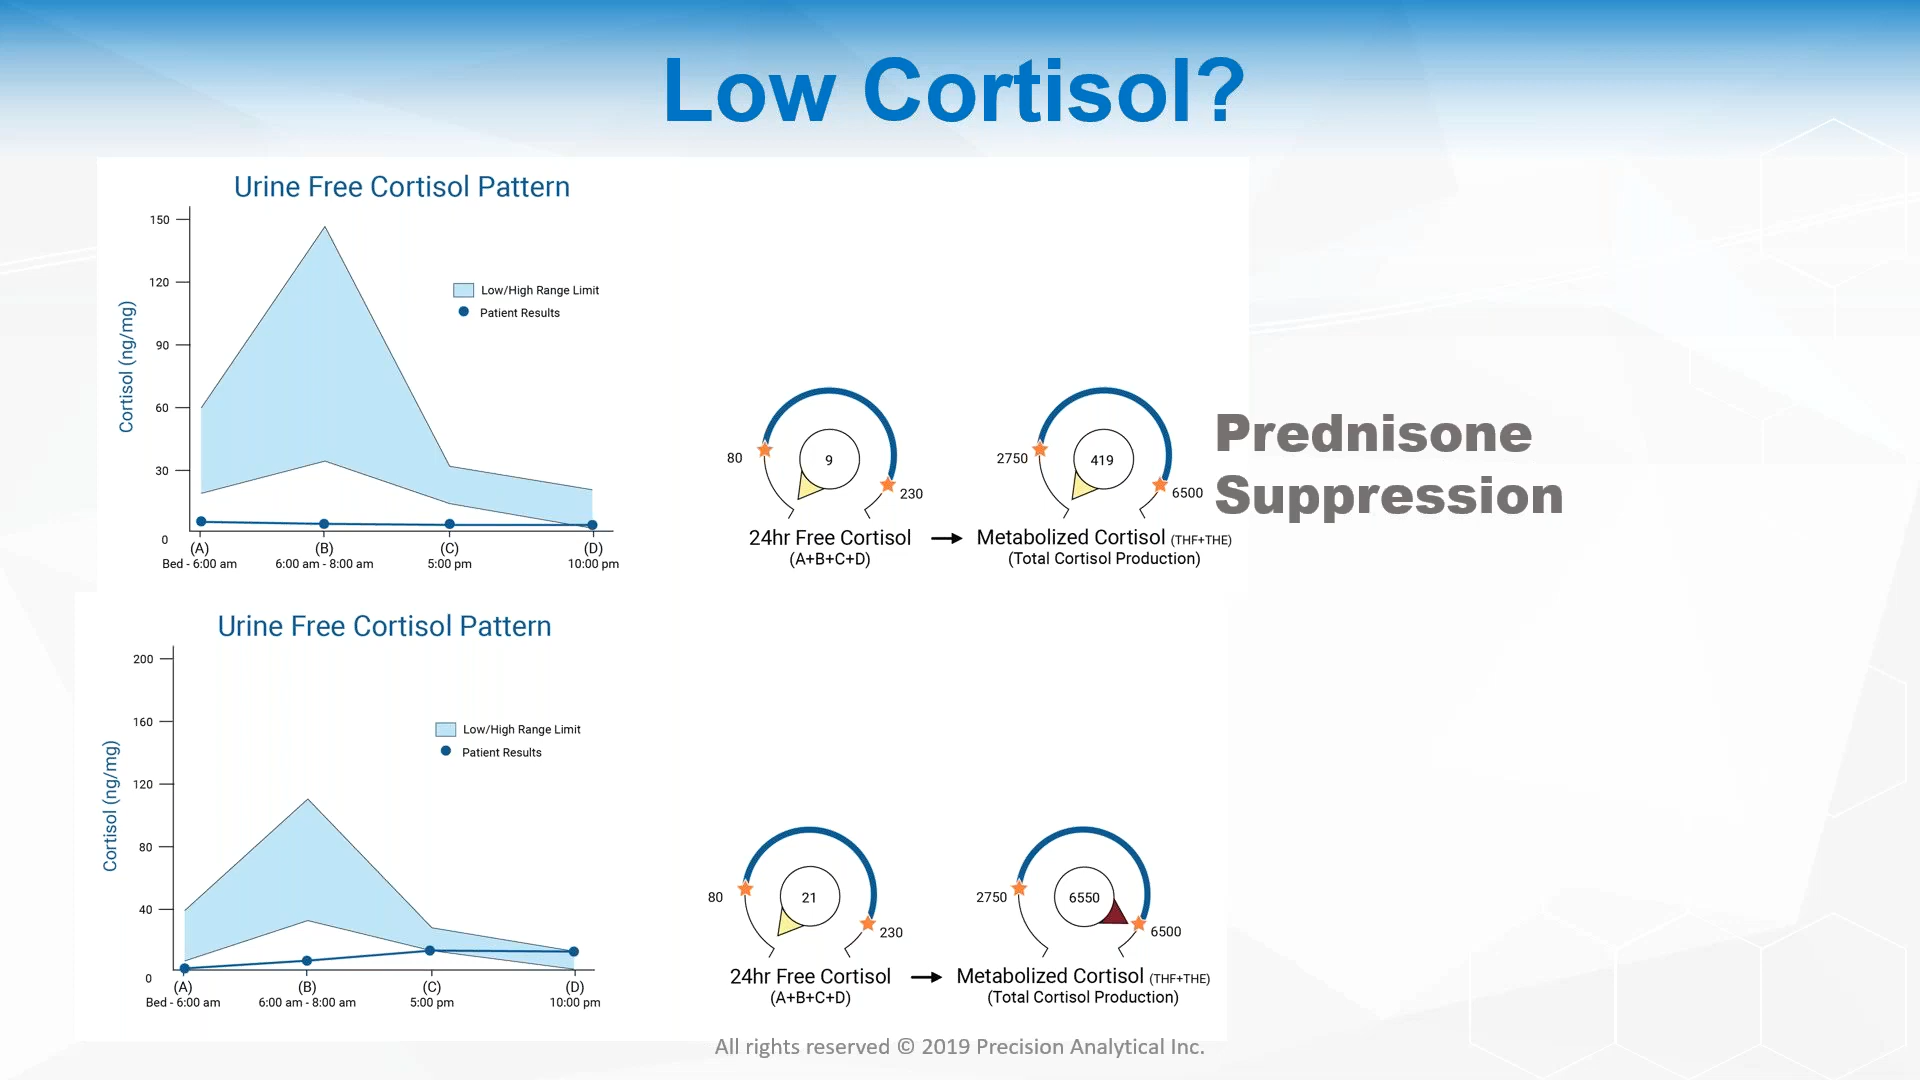 Low Cortisol?
Urine Free Cortisol Pattern
150
120
90
60
30
0
Cortisol (ng/mg)
Low/High Range Limit
Patient Results
(A) (B) (C) (D)
Bed - 6:00 am 6:00 am - 8:00 am 5:00 pm 10:00 pm
80 9 230
24hr Free Cortisol
(A+B+C+D)
2750 419 6500
Metabolized Cortisol (THF+THE)
(Total Cortisol Production)
Prednisone
Suppression
Urine Free Cortisol Pattern
200
160
120
80
40
0
Cortisol (ng/mg)
Low/High Range Limit
Patient Results
(A) (B) (C) (D)
Bed - 6:00 am 6:00 am - 8:00 am 5:00 pm 10:00 pm
80 21 230
24hr Free Cortisol
(A+B+C+D)
2750 6550 6500
Metabolized Cortisol (THF+THE)
(Total Cortisol Production)
All rights reserved © 2019 Precision Analytical Inc.